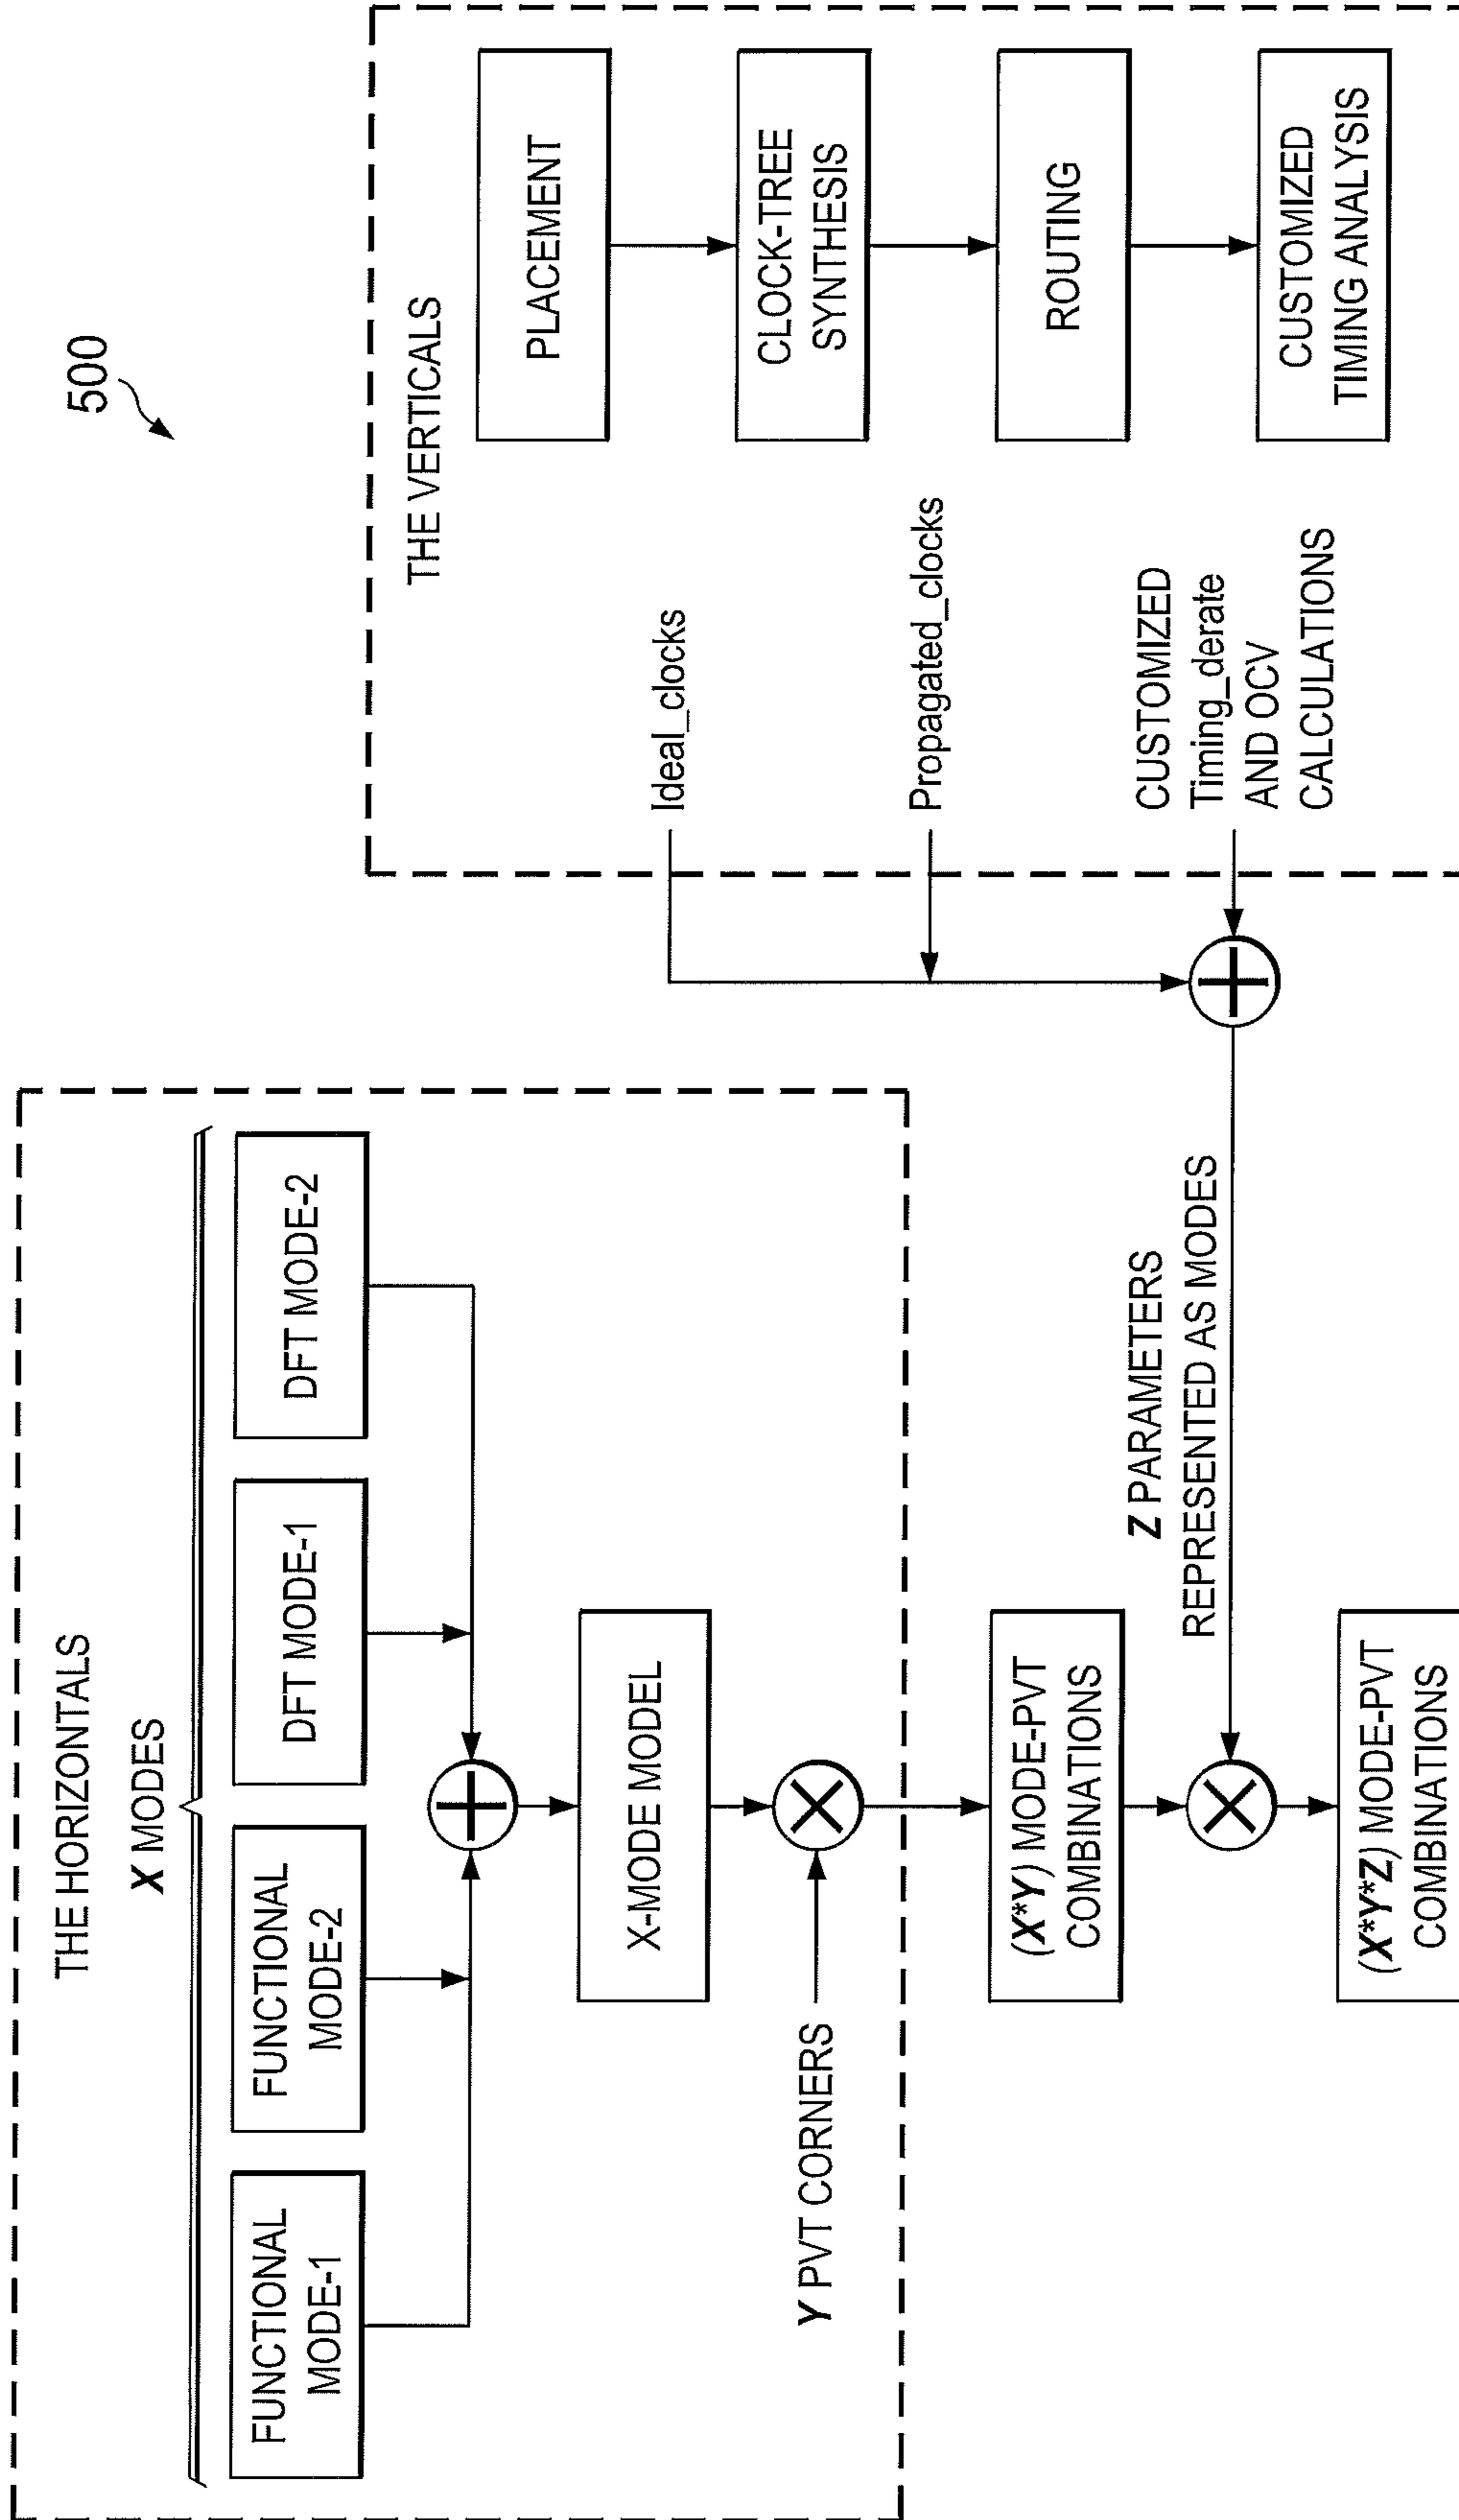 500
THE HORIZONTALS
X MODES
FUNCTIONAL
MODE-1
FUNCTIONAL
MODE-2
DFT MODE-1
DFT MODE-2
X-MODE MODEL
Y PVT CORNERS
(X*Y) MODE-PVT
COMBINATIONS
(X*Y*Z) MODE-PVT
COMBINATIONS
Z PARAMETERS
REPRESENTED AS MODES
THE VERTICALS
Ideal_clocks
Propagated_clocks
CUSTOMIZED
Timing_derate
AND OCV
CALCULATIONS
PLACEMENT
CLOCK-TREE
SYNTHESIS
ROUTING
CUSTOMIZED
TIMING ANALYSIS